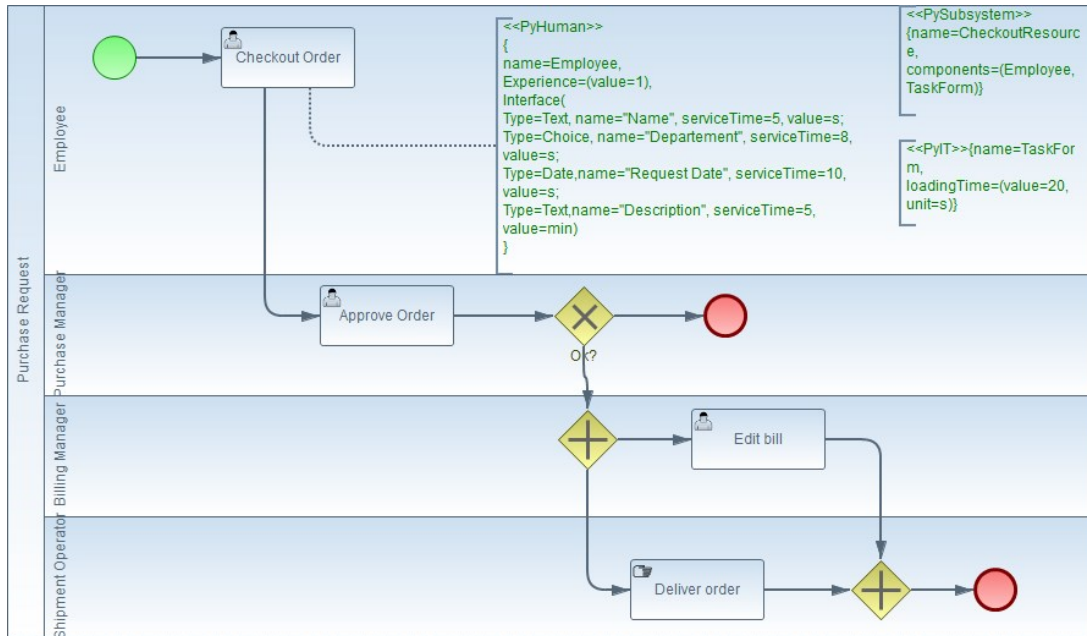 Purchase Request
Employee
Checkout Order
<<PyHuman>>
{
name=Employee,
Experience=(value=1),
Interface(
Type=Text, name="Name", serviceTime=5, value=s;
Type=Choice, name="Departement", serviceTime=8,
value=s;
Type=Date,name="Request Date", serviceTime=10,
value=s;
Type=Text,name="Description", serviceTime=5,
value=min)
}
<<PySubsystem>>
{name=CheckoutResourc
e,
components=(Employee,
TaskForm)}
<<PyIT>>{name=TaskFor
m,
loadingTime=(value=20,
unit=s)}
Purchase Manager
Approve Order
Ok?
Billing Manager
Edit bill
Shipment Operator
Deliver order